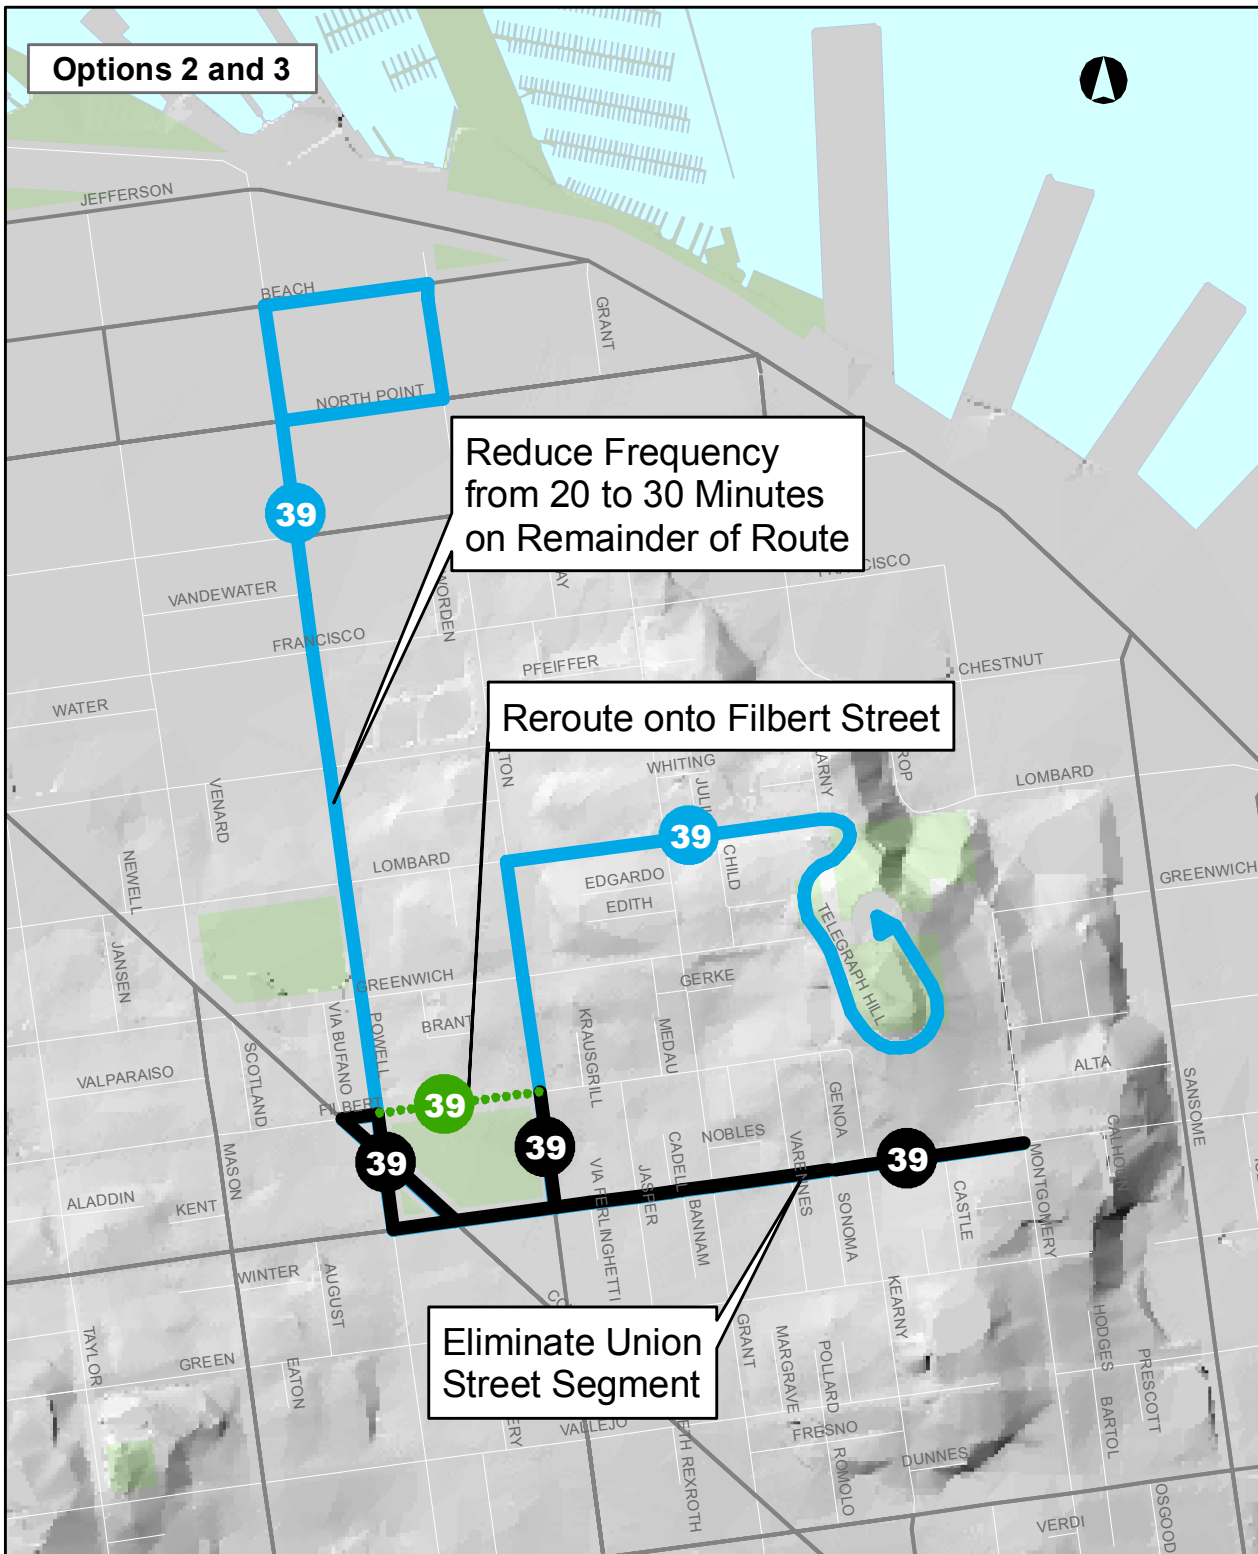 Options 2 and 3
JEFFERSON
BEACH
GRANT
NORTH POINT
Reduce Frequency
from 20 to 30 Minutes
on Remainder of Route
39
VANDEWATER
WORDEN
FRANCISCO
PFEIFFER
CHESTNUT
WATER
Reroute onto Filbert Street
WHITING
LOMBARD
VENARD
39
NEWELL
LOMBARD
EDGARDO
CHILD
GREENWICH
EDITH
JANSEN
TELEGRAPH HILL
GREENWICH
GERKE
BRANT
KRAUSGRILL
MEDAU
VIA BUFANO
POWELL
SCOTLAND
VALPARAISO
ALTA
SANSOME
GENOA
FILBERT
39
NOBLES
CALHOUN
MASON
39
39
39
CADELL
VARENNES
MONTGOMERY
ALADDIN
KENT
VIA FERLINGHETTI
JASPER
BANNAM
SONOMA
CASTLE
WINTER
AUGUST
KEARNY
Eliminate Union
Street Segment
TAYLOR
GREEN
EATON
GRANT
MARGRAVE
POLLARD
HODGES
PRESCOTT
VALLEJO
FRESNO
BARTOL
ROMOLO
DUNNES
VERDI